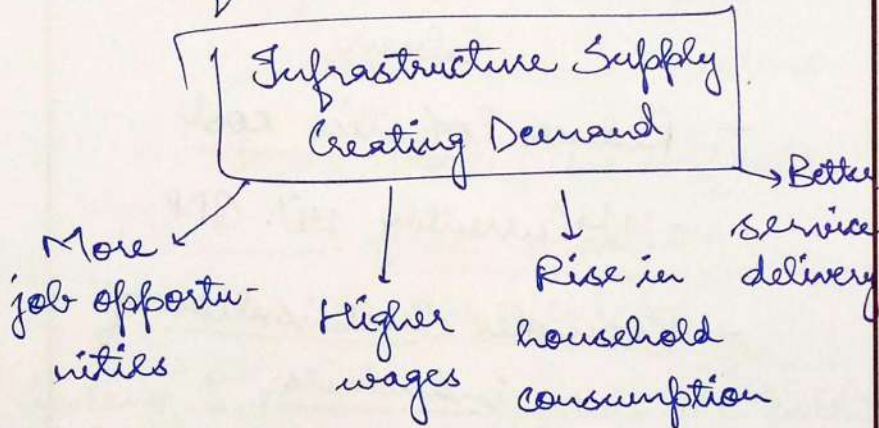 Infrastructure Supply
Creating Demand
More
job opportu-
nities
Higher
wages
Rise in
household
consumption
Better
service
delivery